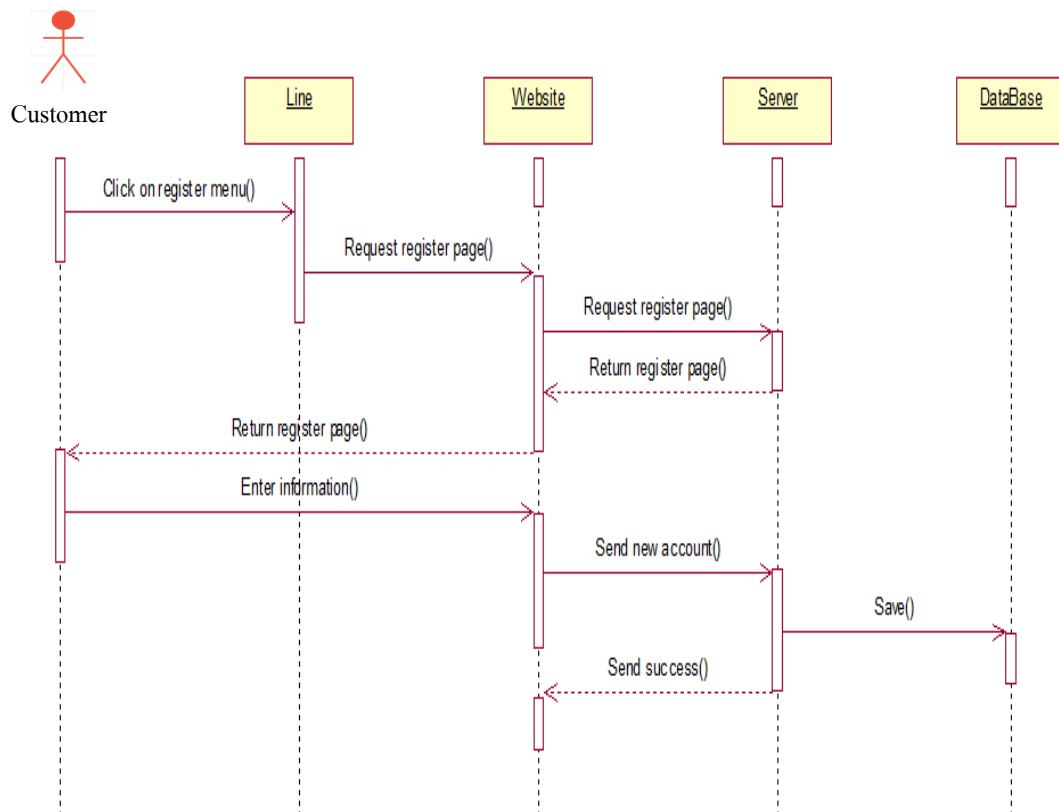 Customer
Line
Website
Server
DataBase
Click on register menu()
Request register page()
Request register page()
Return register page()
Return register page()
Enter information()
Send new account()
Save()
Send success()